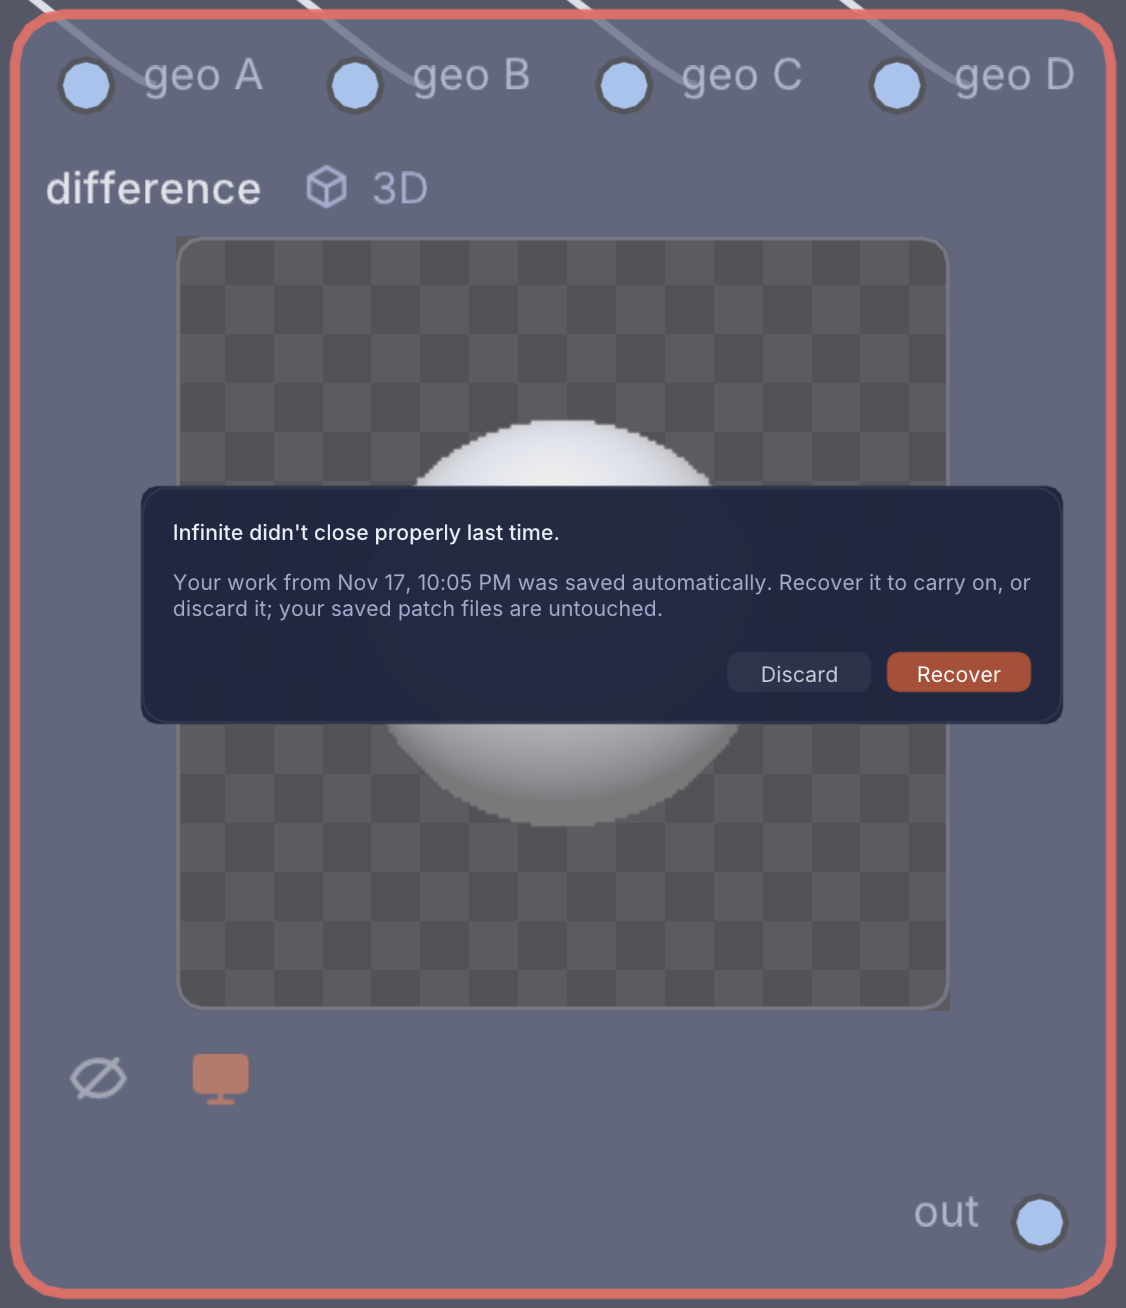 geo A geo B geo C geo D
difference 3D
Infinite didn't close properly last time.
Your work from Nov 17, 10:05 PM was saved automatically. Recover it to carry on, or
discard it; your saved patch files are untouched.
Discard Recover
out